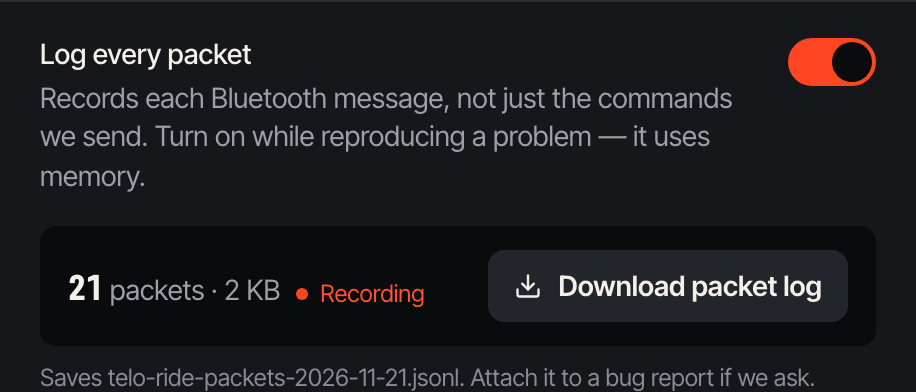 Log every packet
Records each Bluetooth message, not just the commands
we send. Turn on while reproducing a problem — it uses
memory.
21 packets · 2 KB ● Recording
Download packet log
Saves telo-ride-packets-2026-11-21.jsonl. Attach it to a bug report if we ask.